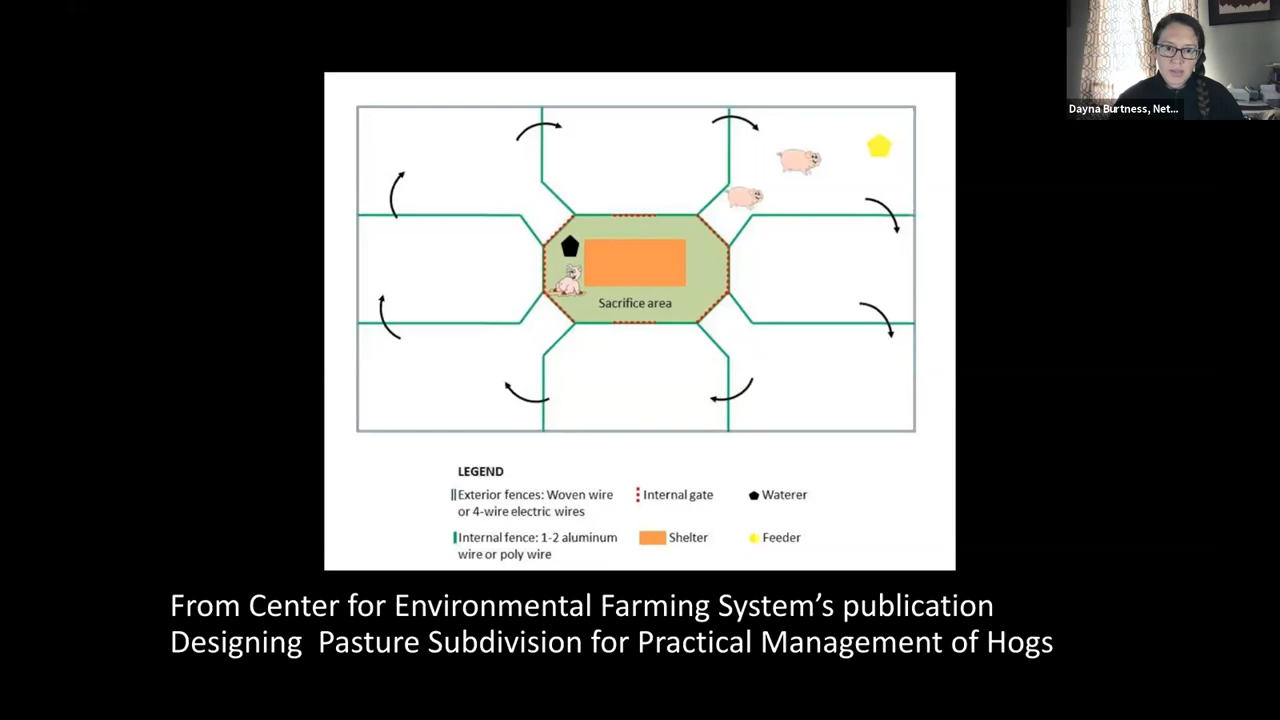 Dayna Burtness, Net...
Sacrifice area
LEGEND
Exterior fences: Woven wire
or 4-wire electric wires
Internal gate
Waterer
Internal fence: 1-2 aluminum
wire or poly wire
Shelter
Feeder
From Center for Environmental Farming System’s publication
Designing  Pasture Subdivision for Practical Management of Hogs